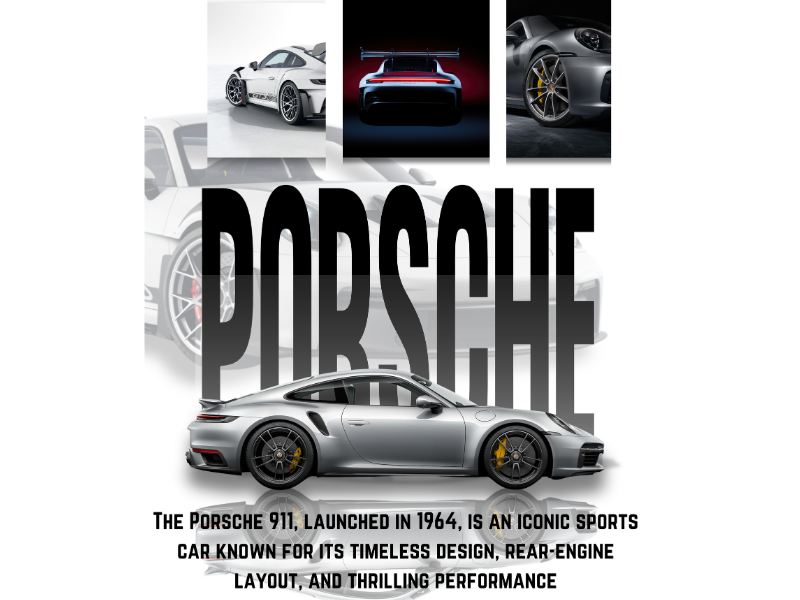 PORSCHE
The Porsche 911, launched in 1964, is an iconic sports
car known for its timeless design, rear-engine
layout, and thrilling performance